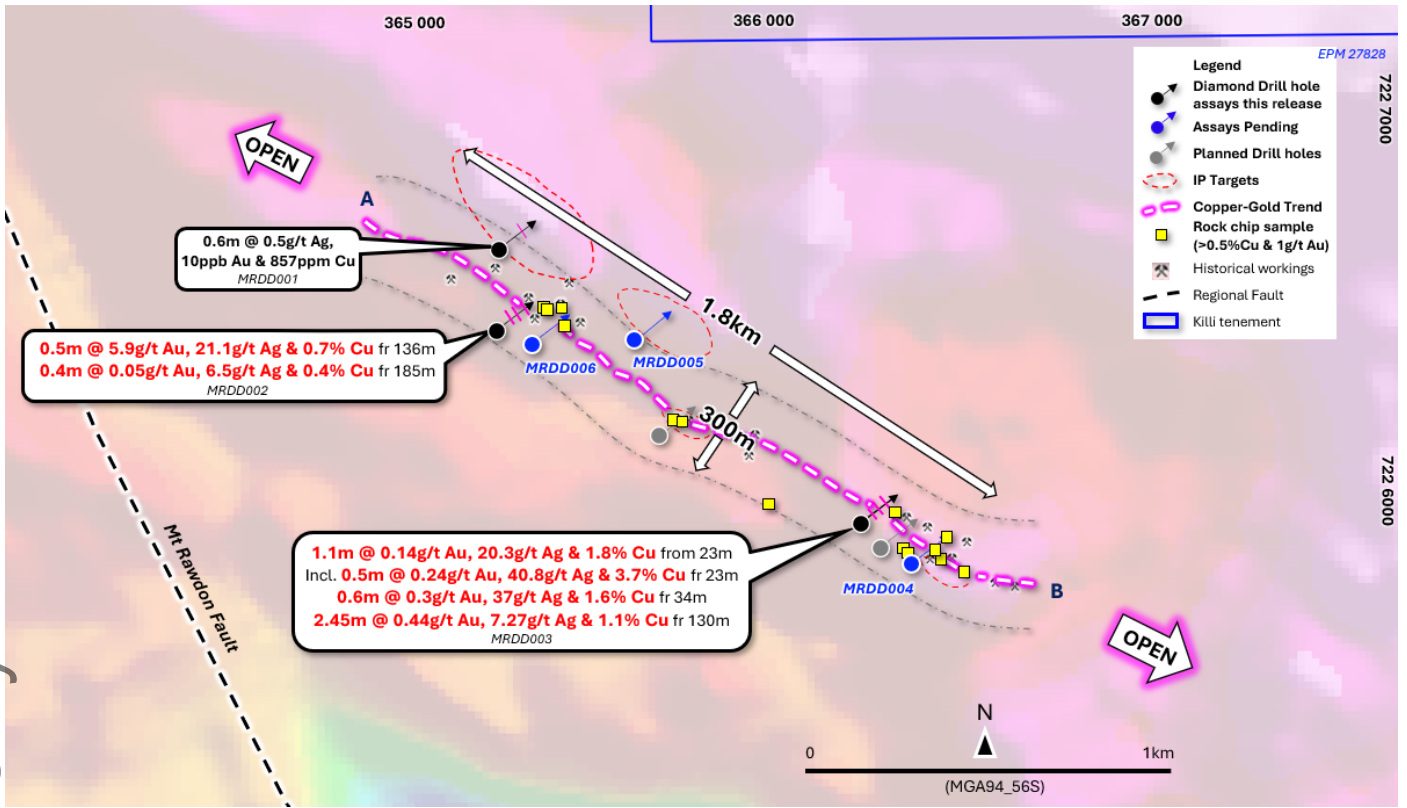 365 000
366 000
367 000
EPM 27828
722 7000
722 6000
Legend
Diamond Drill hole
assays this release
Assays Pending
Planned Drill holes
IP Targets
Copper-Gold Trend
Rock chip sample
(>0.5%Cu & 1g/t Au)
Historical workings
Regional Fault
Killi tenement
OPEN
A
0.6m @ 0.5g/t Ag,
10ppb Au & 857ppm Cu
MRDD001
1.8km
0.5m @ 5.9g/t Au, 21.1g/t Ag & 0.7% Cu fr 136m
0.4m @ 0.05g/t Au, 6.5g/t Ag & 0.4% Cu fr 185m
MRDD002
MRDD006
MRDD005
300m
Mt Rawdon Fault
1.1m @ 0.14g/t Au, 20.3g/t Ag & 1.8% Cu from 23m
Incl. 0.5m @ 0.24g/t Au, 40.8g/t Ag & 3.7% Cu fr 23m
0.6m @ 0.3g/t Au, 37g/t Ag & 1.6% Cu fr 34m
2.45m @ 0.44g/t Au, 7.27g/t Ag & 1.1% Cu fr 130m
MRDD003
MRDD004
B
OPEN
N
0
1km
(MGA94_56S)